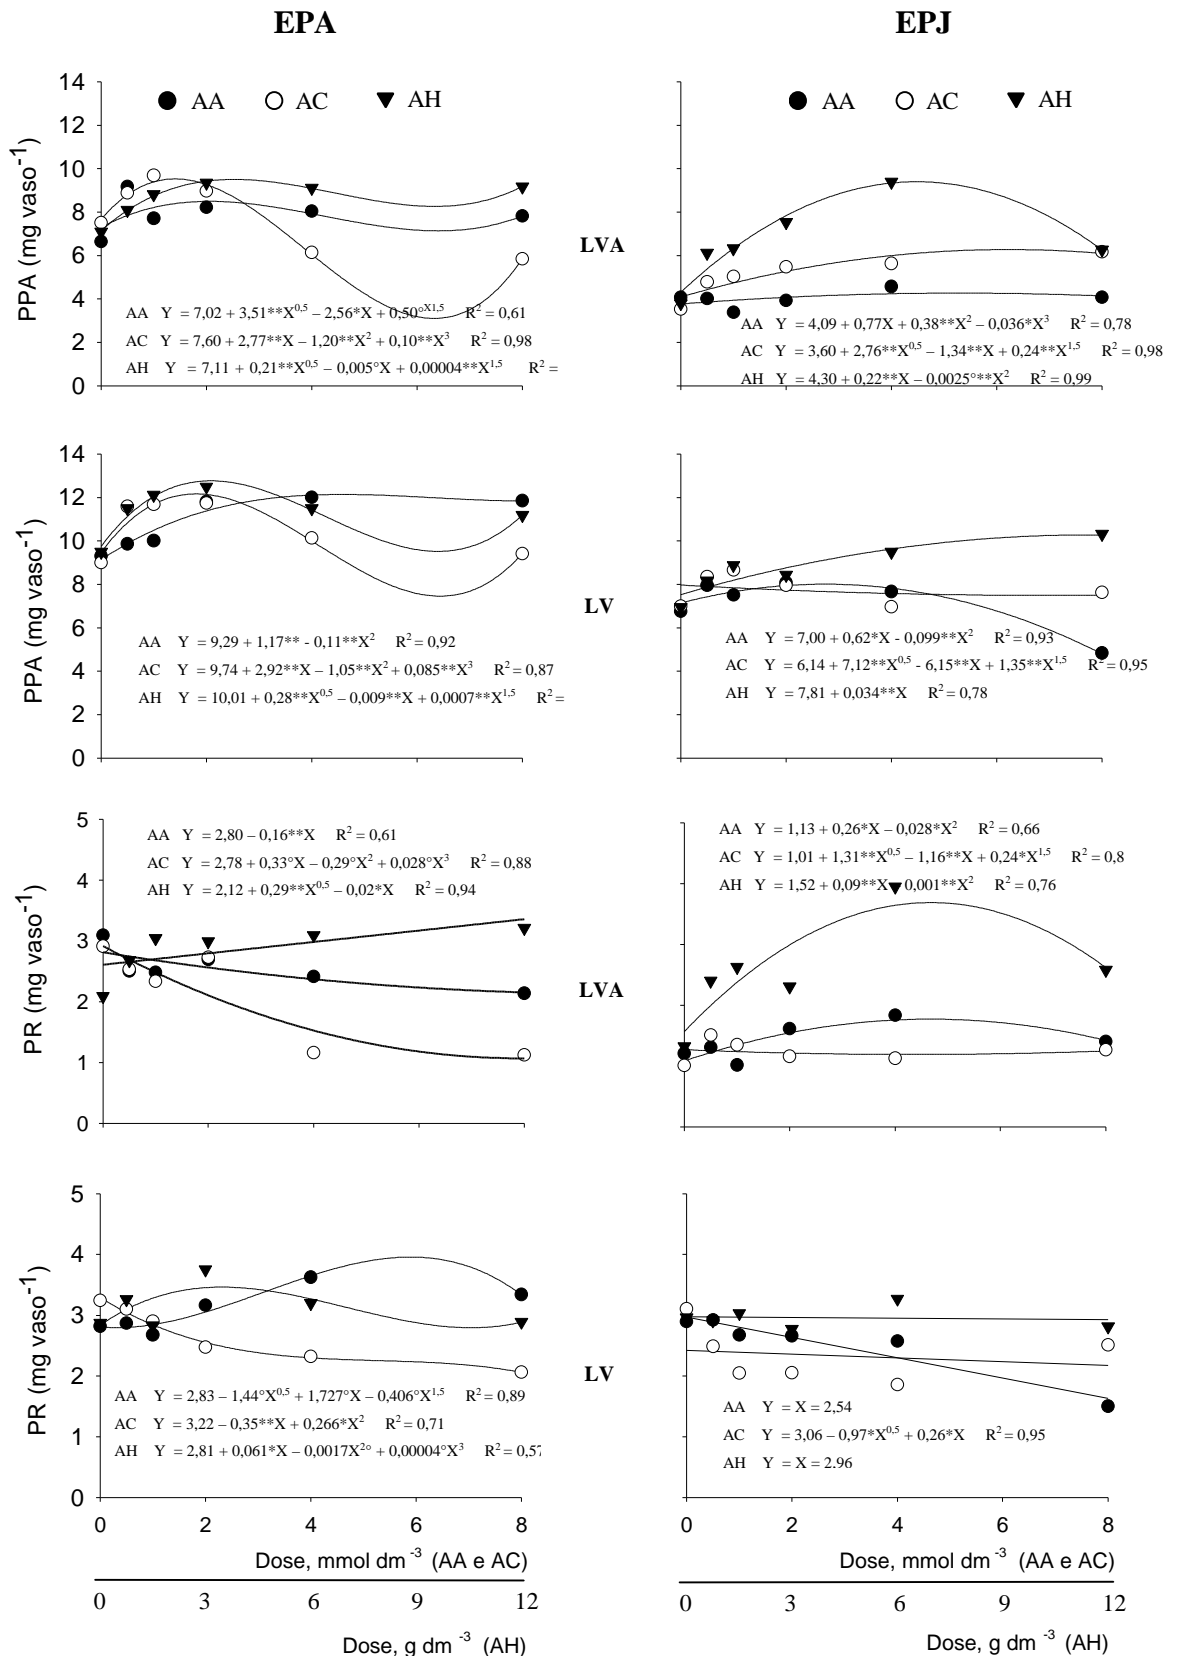 EPA
EPJ
14
12
10
8
6
4
2
0
PPA (mg vaso⁻¹)
AA AC AH
AA Y = 7,02 + 3,51**X⁰,⁵ – 2,56*X + 0,50°ˣ¹,⁵ R² = 0,61
AC Y = 7,60 + 2,77**X – 1,20**X² + 0,10**X³ R² = 0,98
AH Y = 7,11 + 0,21**X⁰,⁵ – 0,005°X + 0,00004**X¹,⁵ R² =
LVA
AA AC AH
AA Y = 4,09 + 0,77X + 0,38**X² – 0,036*X³ R² = 0,78
AC Y = 3,60 + 2,76**X⁰,⁵ – 1,34**X + 0,24**X¹,⁵ R² = 0,98
AH Y = 4,30 + 0,22**X – 0,0025°**X² R² = 0,99
14
12
10
8
6
4
2
0
PPA (mg vaso⁻¹)
AA Y = 9,29 + 1,17** - 0,11**X² R² = 0,92
AC Y = 9,74 + 2,92**X – 1,05**X² + 0,085**X³ R² = 0,87
AH Y = 10,01 + 0,28**X⁰,⁵ – 0,009**X + 0,0007**X¹,⁵ R² =
LV
AA Y = 7,00 + 0,62*X - 0,099**X² R² = 0,93
AC Y = 6,14 + 7,12**X⁰,⁵ - 6,15**X + 1,35**X¹,⁵ R² = 0,95
AH Y = 7,81 + 0,034**X R² = 0,78
5
4
3
2
1
0
PR (mg vaso⁻¹)
AA Y = 2,80 – 0,16**X R² = 0,61
AC Y = 2,78 + 0,33°X – 0,29°X² + 0,028°X³ R² = 0,88
AH Y = 2,12 + 0,29**X⁰,⁵ – 0,02*X R² = 0,94
LVA
AA Y = 1,13 + 0,26*X – 0,028*X² R² = 0,66
AC Y = 1,01 + 1,31**X⁰,⁵ – 1,16**X + 0,24*X¹,⁵ R² = 0,8
AH Y = 1,52 + 0,09**X 0,001**X² R² = 0,76
5
4
3
2
1
0
PR (mg vaso⁻¹)
AA Y = 2,83 – 1,44°X⁰,⁵ + 1,727°X – 0,406°X¹,⁵ R² = 0,89
AC Y = 3,22 – 0,35**X + 0,266*X² R² = 0,71
AH Y = 2,81 + 0,061*X – 0,0017X²° + 0,00004°X³ R² = 0,57
LV
AA Y = X = 2,54
AC Y = 3,06 – 0,97*X⁰,⁵ + 0,26*X R² = 0,95
AH Y = X = 2.96
0 2 4 6 8
Dose, mmol dm⁻³ (AA e AC)
0 3 6 9 12
Dose, g dm⁻³ (AH)
0 2 4 6 8
Dose, mmol dm⁻³ (AA e AC)
0 3 6 9 12
Dose, g dm⁻³ (AH)